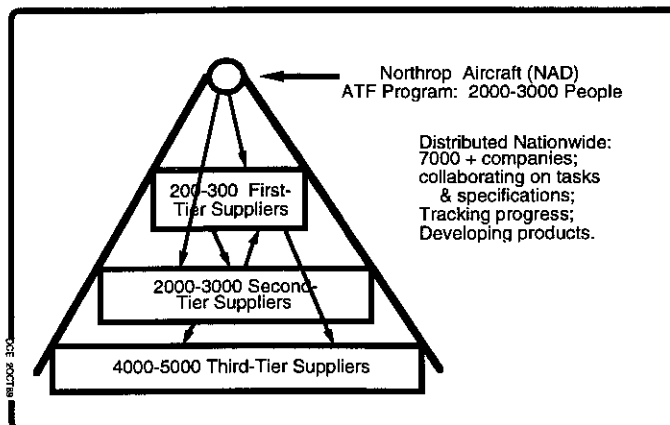 Northrop Aircraft (NAD)
ATF Program: 2000-3000 People
Distributed Nationwide:
7000 + companies;
collaborating on tasks
& specifications;
Tracking progress;
Developing products.
200-300 First-
Tier Suppliers
2000-3000 Second-
Tier Suppliers
4000-5000 Third-Tier Suppliers